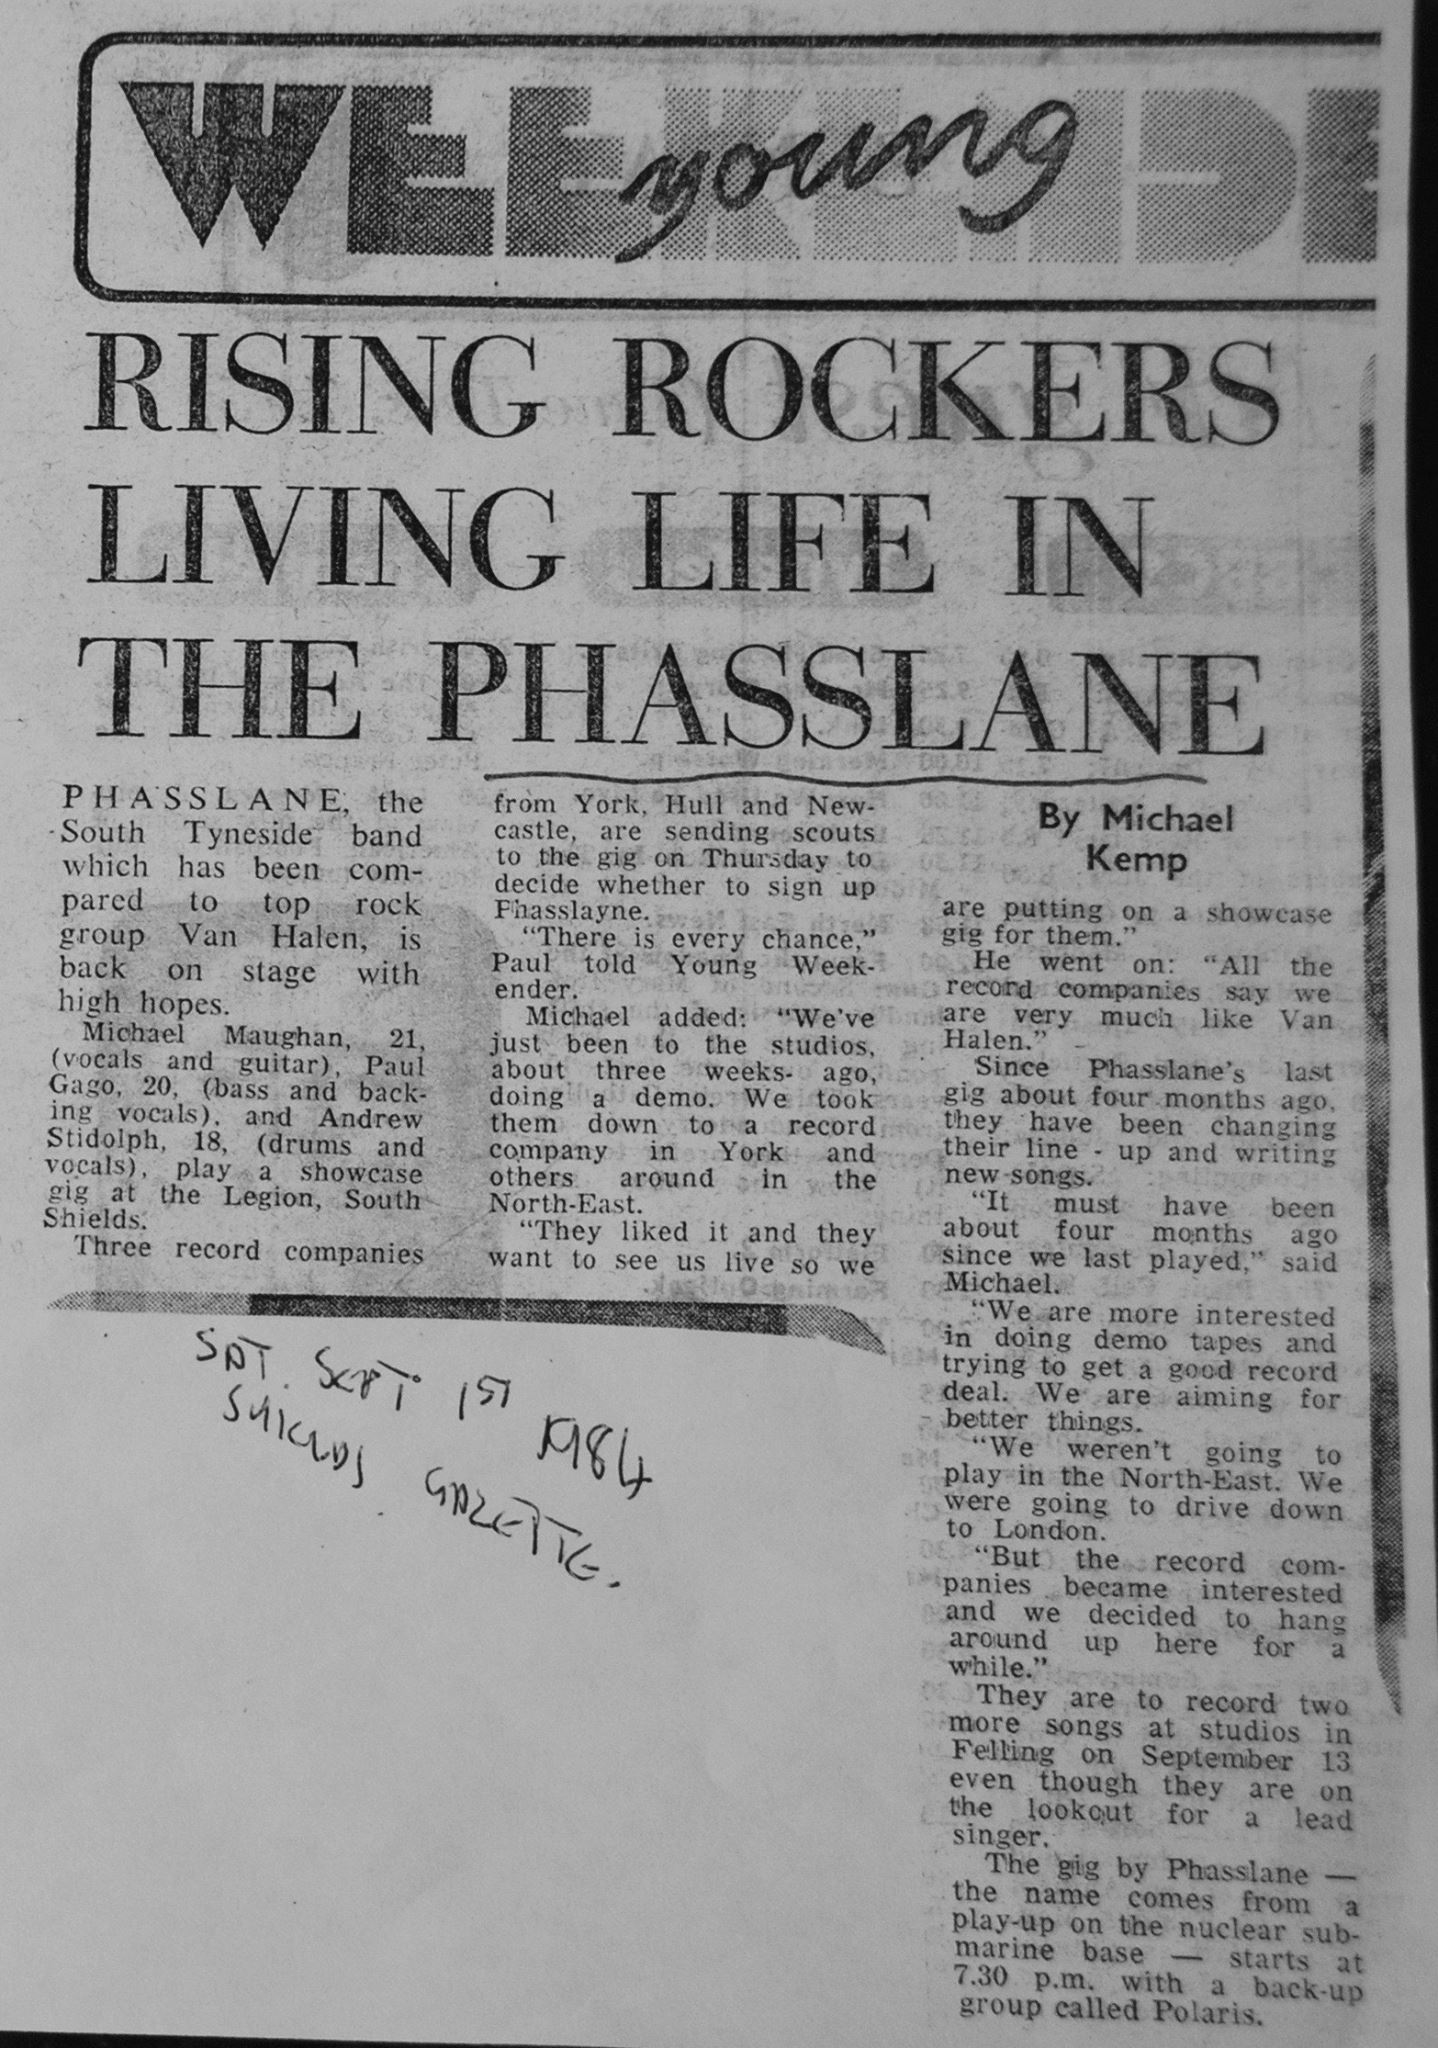 WEEKENDE
young
RISING ROCKERS
LIVING LIFE IN
THE PHASSLANE
PHASSLANE, the
South Tyneside band
which has been com-
pared to top rock
group Van Halen, is
back on stage with
high hopes.
Michael Maughan, 21,
(vocals and guitar), Paul
Gago, 20, (bass and back-
ing vocals), and Andrew
Stidolph, 18, (drums and
vocals), play a showcase
gig at the Legion, South
Shields.
Three record companies
from York, Hull and New-
castle, are sending scouts
to the gig on Thursday to
decide whether to sign up
Phasslayne.
"There is every chance,"
Paul told Young Week-
ender.
Michael added: "We've
just been to the studios,
about three weeks- ago,
doing a demo. We took
them down to a record
company in York and
others around in the
North-East.
"They liked it and they
want to see us live so we
By Michael
Kemp
are putting on a showcase
gig for them."
He went on: "All the
record companies say we
are very much like Van
Halen."
Since Phasslane's last
gig about four months ago,
they have been changing
their line - up and writing
new songs.
"It must have been
about four months ago
since we last played," said
Michael.
"We are more interested
in doing demo tapes and
trying to get a good record
deal. We are aiming for
better things.
"We weren't going to
play in the North-East. We
were going to drive down
to London.
"But the record com-
panies became interested
and we decided to hang
around up here for a
while."
They are to record two
more songs at studios in
Felling on September 13
even though they are on
the lookout for a lead
singer.
The gig by Phasslane —
the name comes from a
play-up on the nuclear sub-
marine base — starts at
7.30 p.m. with a back-up
group called Polaris.
SAT. SEPT 1ST 1984
SHIELDS GAZETTE.